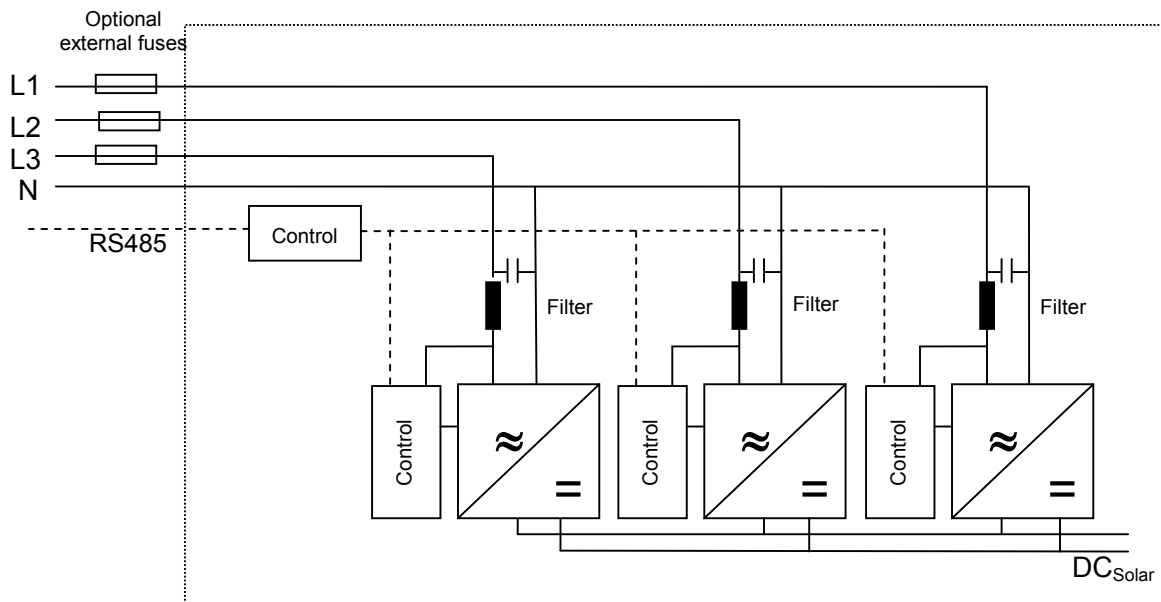 Optional
external fuses
L1
L2
L3
N
RS485
Control
Filter
Filter
Filter
Control
Control
Control
≈
=
≈
=
≈
=
DCSolar